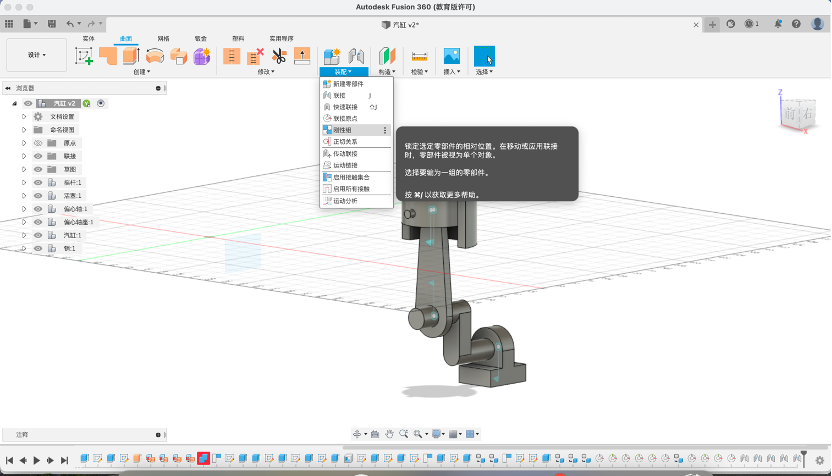 Autodesk Fusion 360 (教育版许可)
汽缸 v2*
1
实体
曲面
网格
钣金
塑料
实用程序
设计
创建
修改
装配
构造
检验
插入
选择
浏览器
新建零部件
联接 J
快速联接 ⇧J
联接原点
刚性组
正切关系
传动联接
运动链接
启用接触集合
启用所有接触
运动分析
锁定选定零部件的相对位置。在移动或应用联接
时，零部件被视为单个对象。
选择要编为一组的零部件。
按 ⌘/ 以获取更多帮助。
汽缸 v2
文档设置
命名视图
原点
联接
草图
活塞:1
偏心轴:1
偏心轴座:1
汽缸:1
销:1
Z
前
右
X
注释